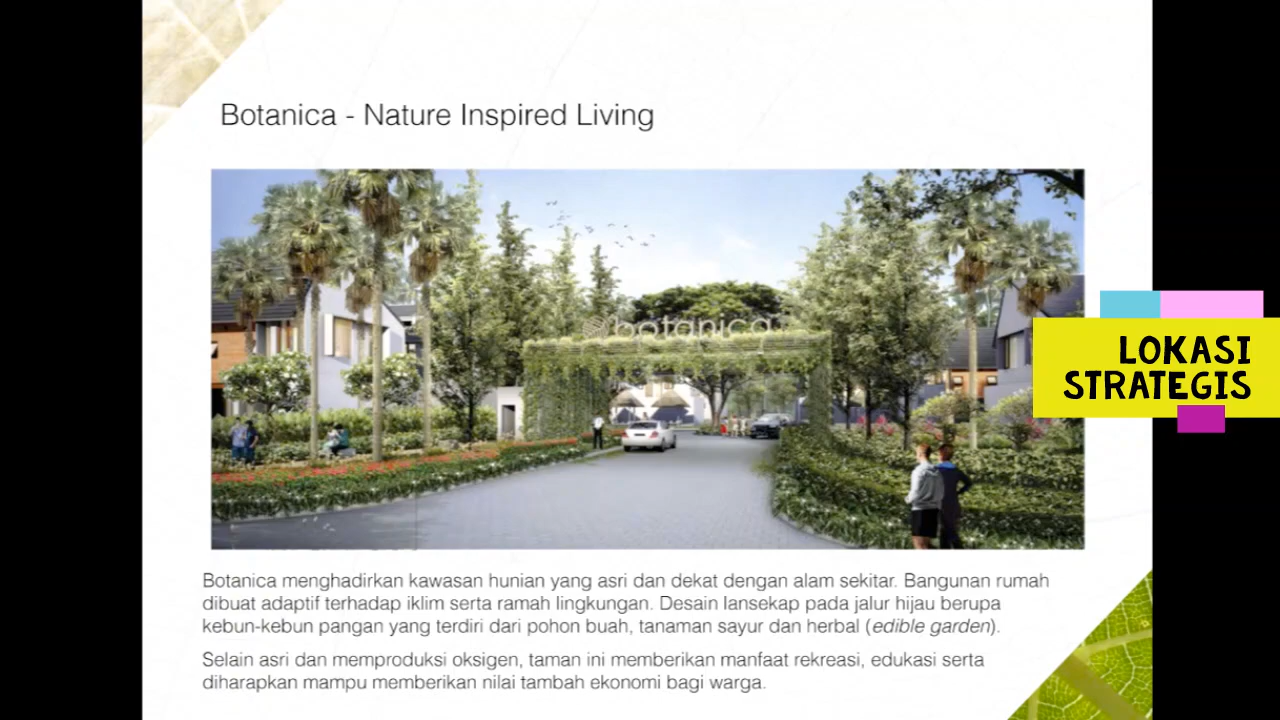 Botanica - Nature Inspired Living
botanica
LOKASI
STRATEGIS
Botanica menghadirkan kawasan hunian yang asri dan dekat dengan alam sekitar. Bangunan rumah
dibuat adaptif terhadap iklim serta ramah lingkungan. Desain lansekap pada jalur hijau berupa
kebun-kebun pangan yang terdiri dari pohon buah, tanaman sayur dan herbal (edible garden).
Selain asri dan memproduksi oksigen, taman ini memberikan manfaat rekreasi, edukasi serta
diharapkan mampu memberikan nilai tambah ekonomi bagi warga.